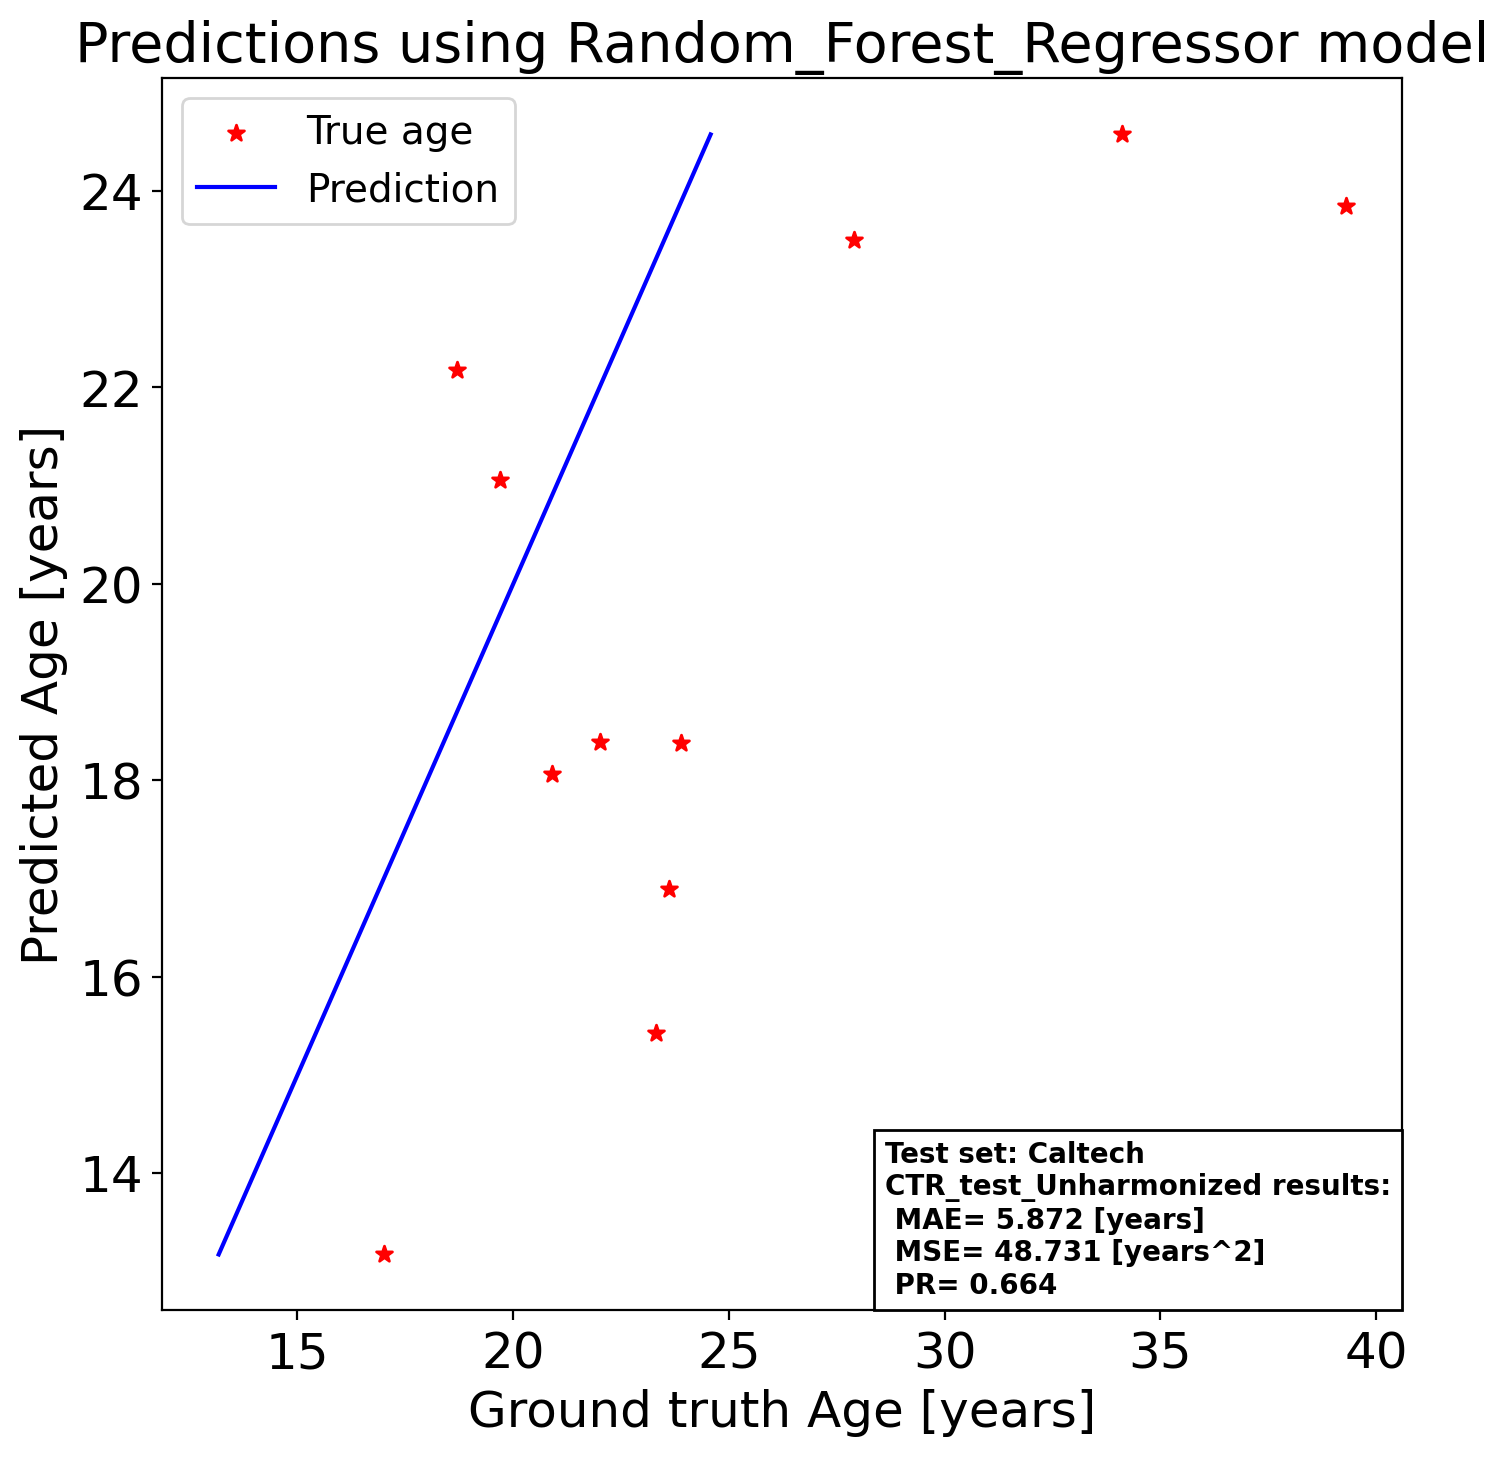 Predictions using Random_Forest_Regressor model
True age
Prediction
24
22
20
18
16
14
Predicted Age [years]
Test set: Caltech
CTR_test_Unharmonized results:
MAE= 5.872 [years]
MSE= 48.731 [years^2]
PR= 0.664
15 20 25 30 35 40
Ground truth Age [years]